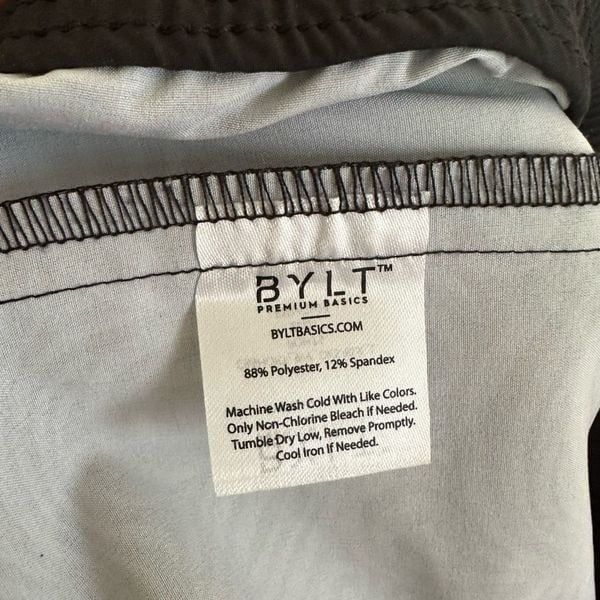 BYLT™
PREMIUM BASICS
BYLTBASICS.COM
88% Polyester, 12% Spandex
Machine Wash Cold With Like Colors.
Only Non-Chlorine Bleach If Needed.
Tumble Dry Low, Remove Promptly.
Cool Iron If Needed.